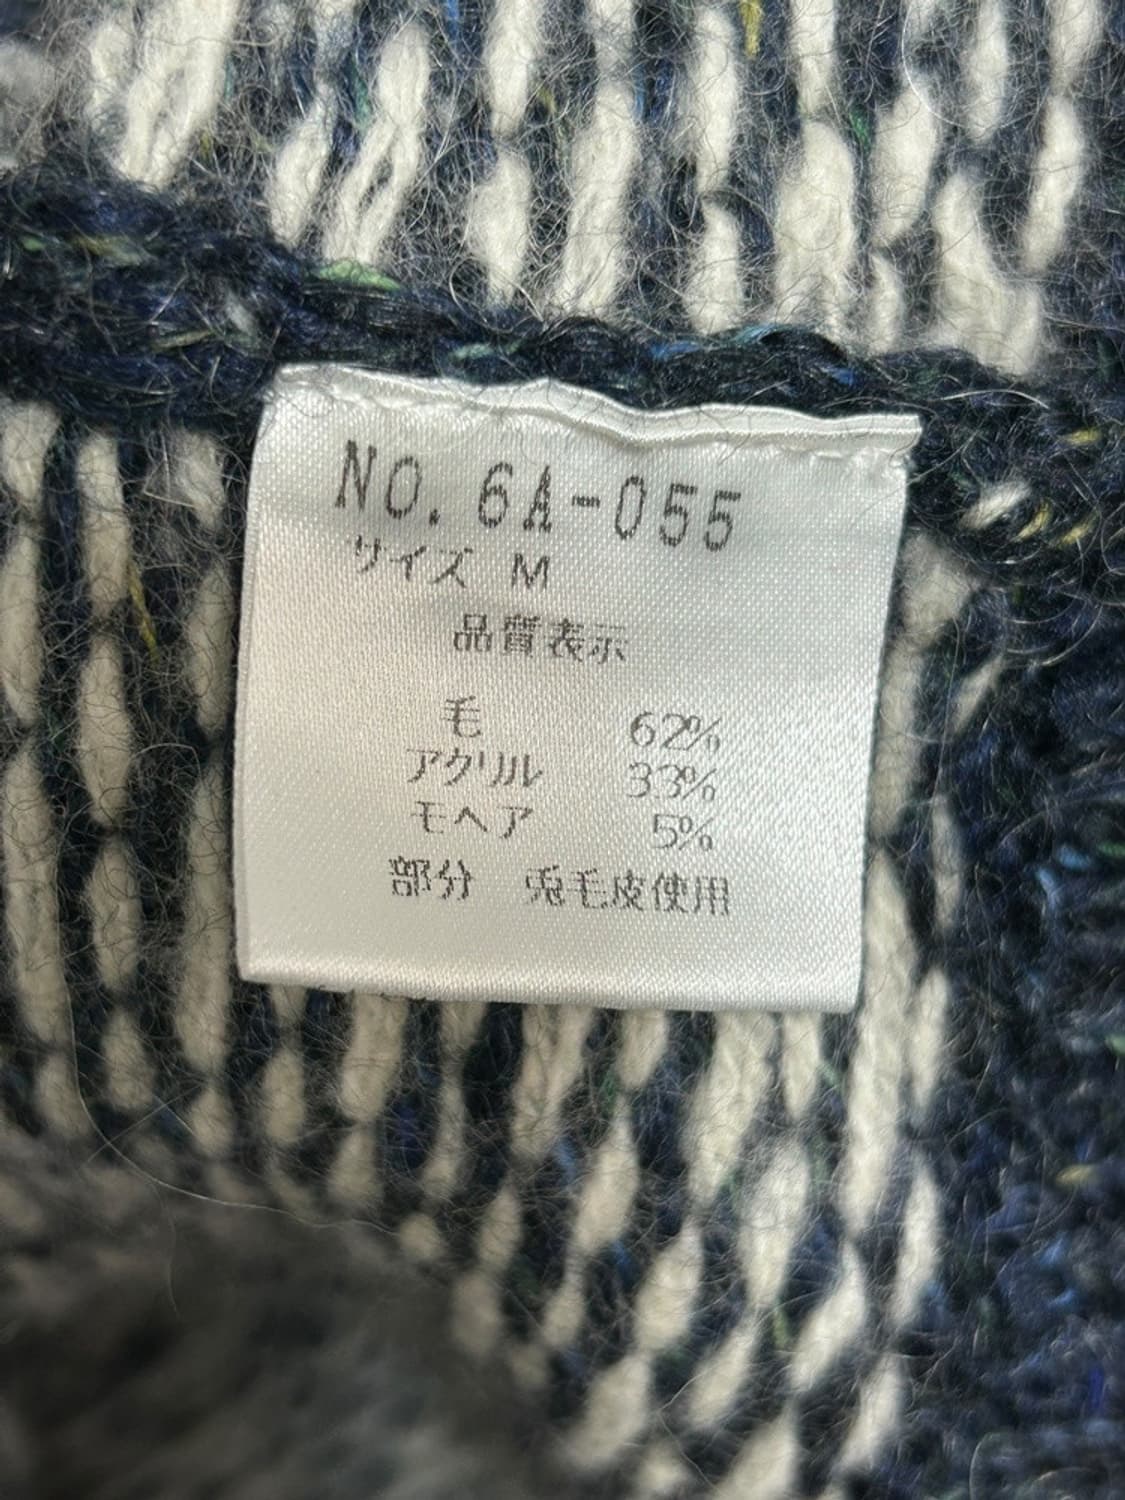 NO. 6A-055
サイズ M
品質表示
毛 62%
アクリル 33%
モヘア 5%
部分 兎毛皮使用